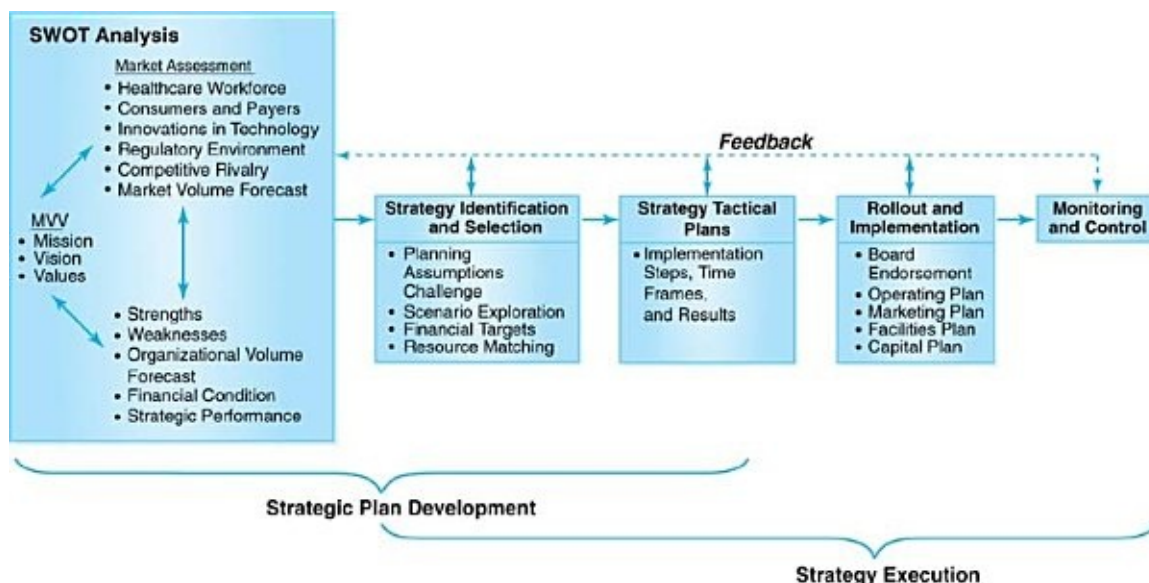 SWOT Analysis
Market Assessment
• Healthcare Workforce
• Consumers and Payers
• Innovations in Technology
• Regulatory Environment
• Competitive Rivalry
• Market Volume Forecast
MVV
• Mission
• Vision
• Values
• Strengths
• Weaknesses
• Organizational Volume
Forecast
• Financial Condition
• Strategic Performance
Feedback
Strategy Identification
and Selection
• Planning
Assumptions
Challenge
• Scenario Exploration
• Financial Targets
• Resource Matching
Strategy Tactical
Plans
• Implementation
Steps, Time
Frames,
and Results
Rollout and
Implementation
• Board
Endorsement
• Operating Plan
• Marketing Plan
• Facilities Plan
• Capital Plan
Monitoring
and Control
Strategic Plan Development
Strategy Execution